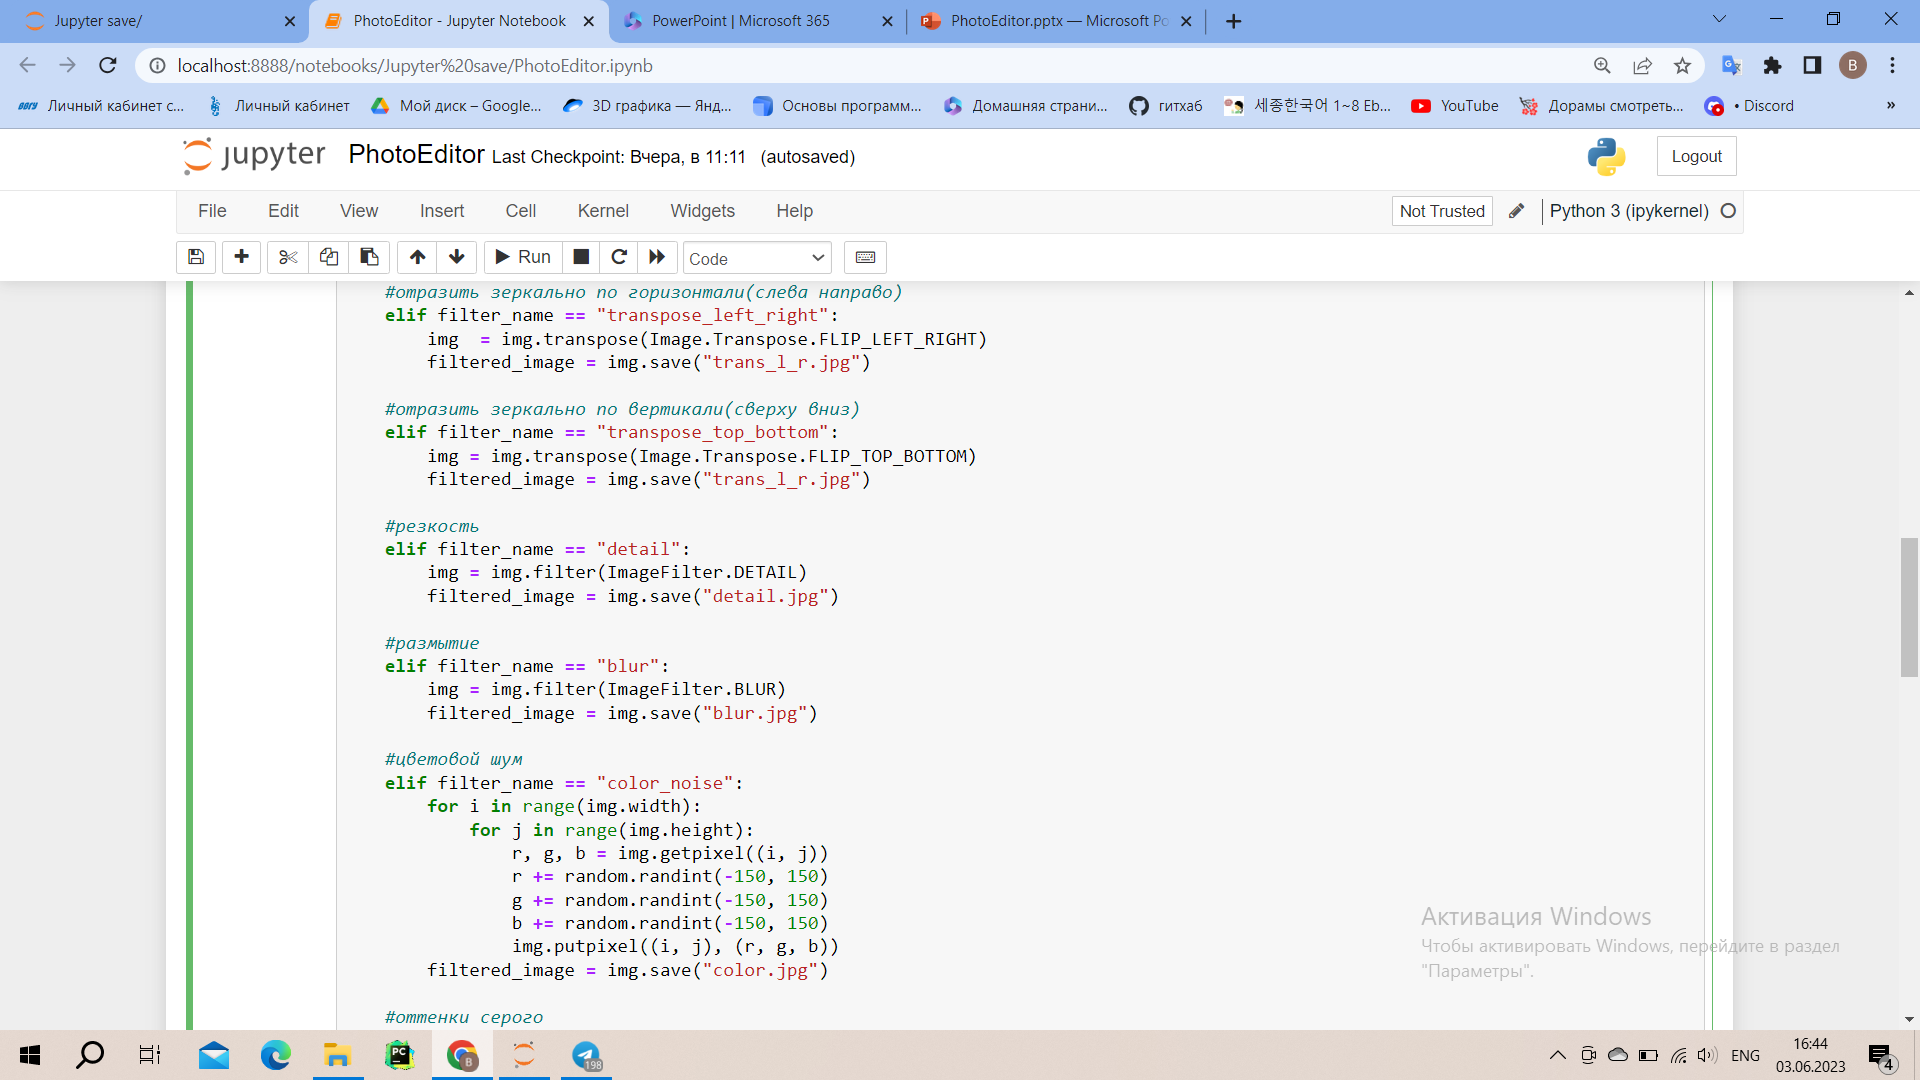 Jupyter save/
PhotoEditor - Jupyter Notebook
PowerPoint | Microsoft 365
PhotoEditor.pptx — Microsoft Po
localhost:8888/notebooks/Jupyter%20save/PhotoEditor.ipynb
B
Личный кабинет с...
Личный кабинет
Мой диск – Google...
3D графика — Янд...
Основы программ...
Домашняя страни...
гитхаб
세종한국어 1~8 Eb...
YouTube
Дорамы смотреть...
• Discord
»
jupyter
PhotoEditor
Last Checkpoint: Вчера, в 11:11
(autosaved)
Logout
File
Edit
View
Insert
Cell
Kernel
Widgets
Help
Not Trusted
Python 3 (ipykernel)
Run
Code
#отразить зеркально по горизонтали(слева направо)
elif filter_name == "transpose_left_right":
img  = img.transpose(Image.Transpose.FLIP_LEFT_RIGHT)
filtered_image = img.save("trans_l_r.jpg")
#отразить зеркально по вертикали(сверху вниз)
elif filter_name == "transpose_top_bottom":
img = img.transpose(Image.Transpose.FLIP_TOP_BOTTOM)
filtered_image = img.save("trans_l_r.jpg")
#резкость
elif filter_name == "detail":
img = img.filter(ImageFilter.DETAIL)
filtered_image = img.save("detail.jpg")
#размытие
elif filter_name == "blur":
img = img.filter(ImageFilter.BLUR)
filtered_image = img.save("blur.jpg")
#цветовой шум
elif filter_name == "color_noise":
for i in range(img.width):
for j in range(img.height):
r, g, b = img.getpixel((i, j))
r += random.randint(-150, 150)
g += random.randint(-150, 150)
b += random.randint(-150, 150)
img.putpixel((i, j), (r, g, b))
filtered_image = img.save("color.jpg")
#оттенки серого
Активация Windows
Чтобы активировать Windows, перейдите в раздел
"Параметры".
PC
B
198
ENG
16:44
03.06.2023
4